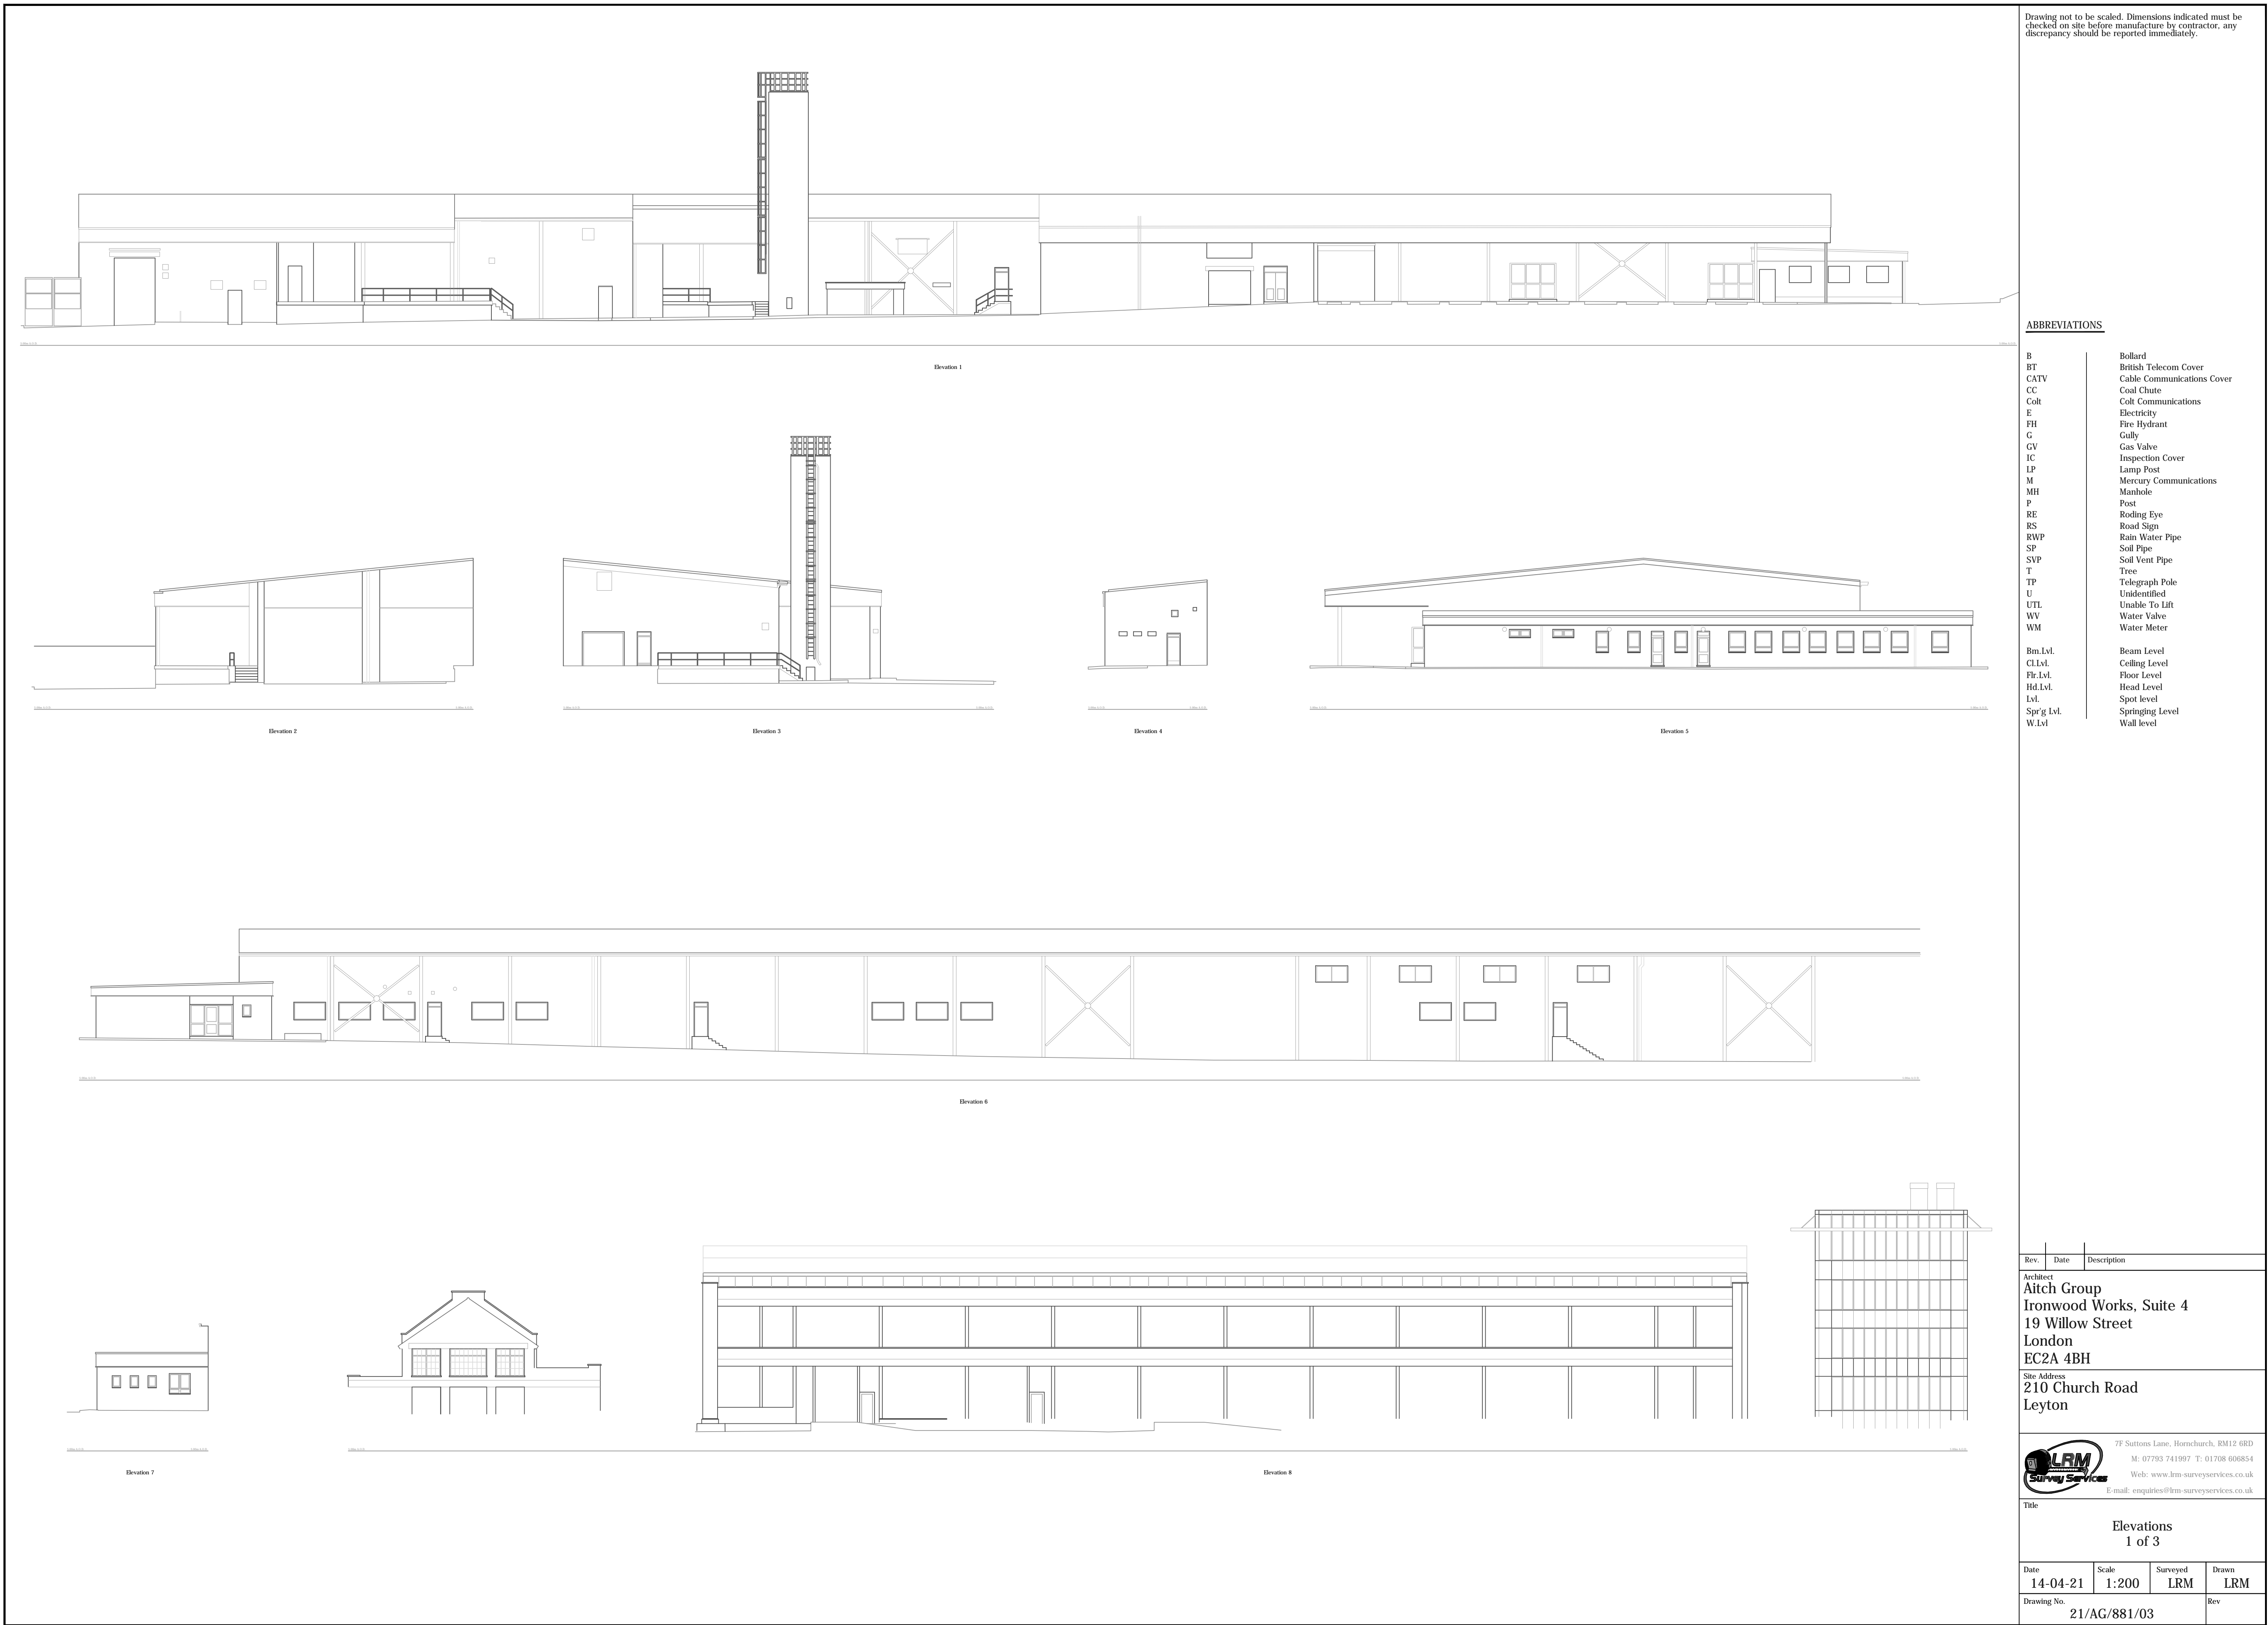 Drawing not to be scaled. Dimensions indicated must be
checked on site before manufacture by contractor, any
discrepancy should be reported immediately.
Elevation 1
Elevation 2
Elevation 3
Elevation 4
Elevation 5
Elevation 6
Elevation 7
Elevation 8
ABBREVIATIONS
B Bollard
BT British Telecom Cover
CATV Cable Communications Cover
CC Coal Chute
Colt Colt Communications
E Electricity
FH Fire Hydrant
G Gully
GV Gas Valve
IC Inspection Cover
LP Lamp Post
M Mercury Communications
MH Manhole
P Post
RE Roding Eye
RS Road Sign
RWP Rain Water Pipe
SP Soil Pipe
SVP Soil Vent Pipe
T Tree
TP Telegraph Pole
U Unidentified
UTL Unable To Lift
WV Water Valve
WM Water Meter
Bm.Lvl. Beam Level
Cl.Lvl. Ceiling Level
Flr.Lvl. Floor Level
Hd.Lvl. Head Level
Lvl. Spot level
Spr'g Lvl. Springing Level
W.Lvl Wall level
Rev. Date Description
Architect
Aitch Group
Ironwood Works, Suite 4
19 Willow Street
London
EC2A 4BH
Site Address
210 Church Road
Leyton
LRM
Survey Services
7F Suttons Lane, Hornchurch, RM12 6RD
M: 07793 741997 T: 01708 606854
Web: www.lrm-surveyservices.co.uk
E-mail: enquiries@lrm-surveyservices.co.uk
Title
Elevations
1 of 3
Date Scale Surveyed Drawn
14-04-21 1:200 LRM LRM
Drawing No. Rev
21/AG/881/03